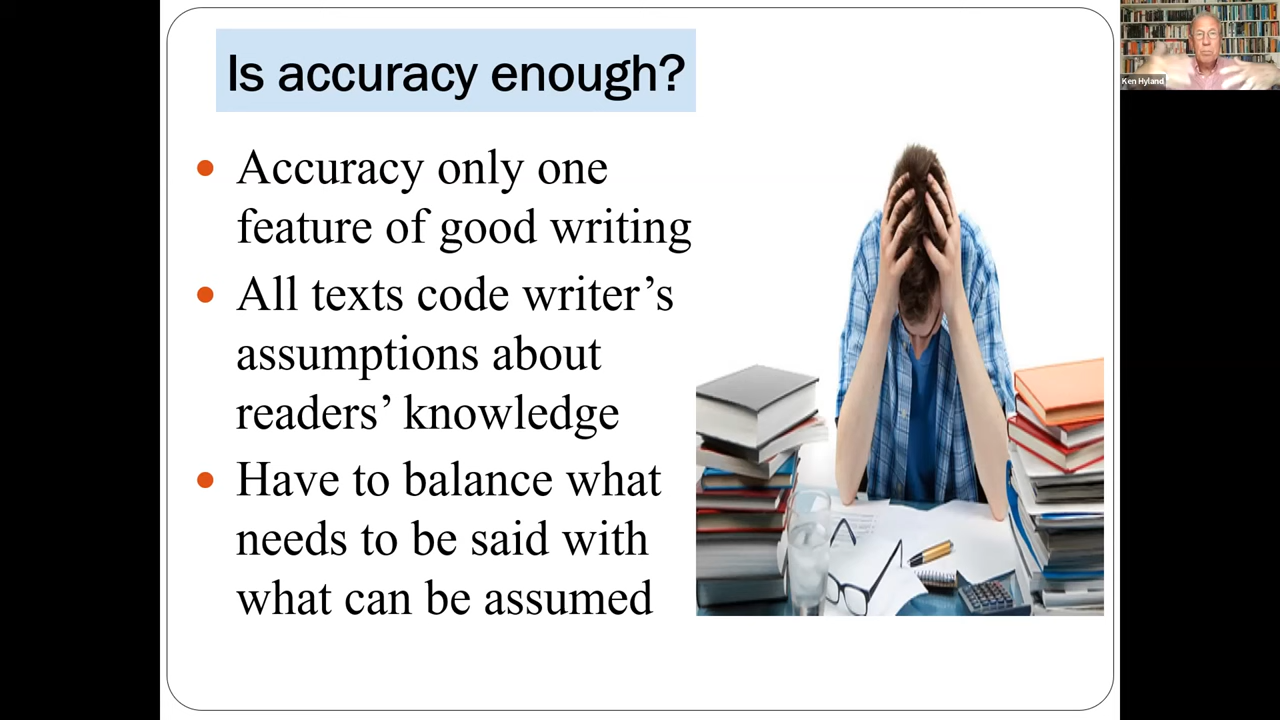 Is accuracy enough?
Accuracy only one
feature of good writing
All texts code writer’s
assumptions about
readers’ knowledge
Have to balance what
needs to be said with
what can be assumed
Ken Hyland